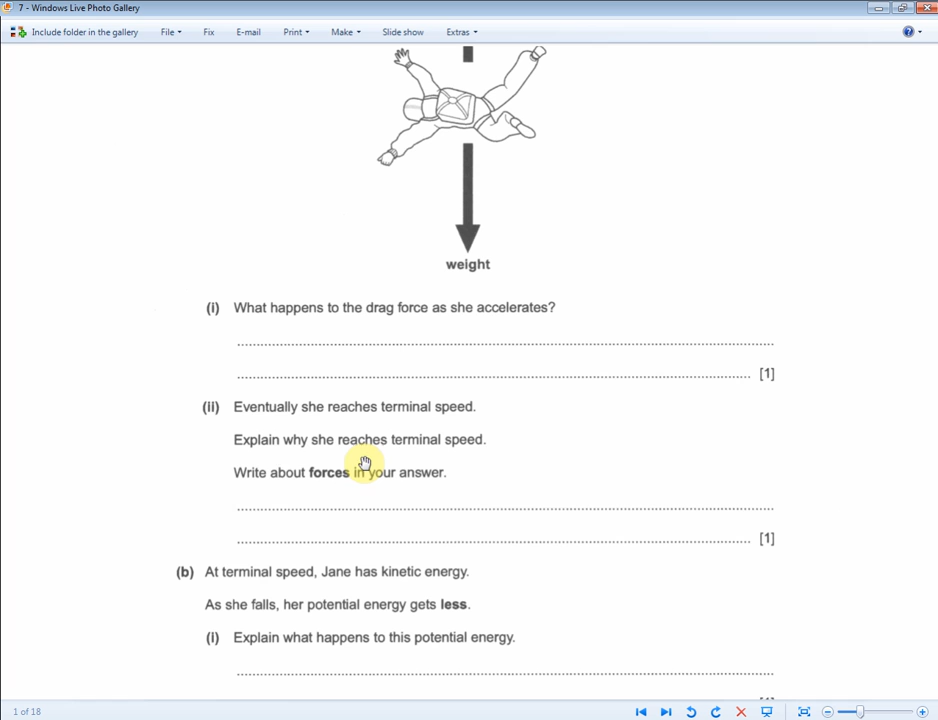 7 - Windows Live Photo Gallery
Include folder in the gallery File Fix E-mail Print Make Slide show Extras
weight
(i) What happens to the drag force as she accelerates?
[1]
(ii) Eventually she reaches terminal speed.
Explain why she reaches terminal speed.
Write about forces in your answer.
[1]
(b) At terminal speed, Jane has kinetic energy.
As she falls, her potential energy gets less.
(i) Explain what happens to this potential energy.
1 of 18